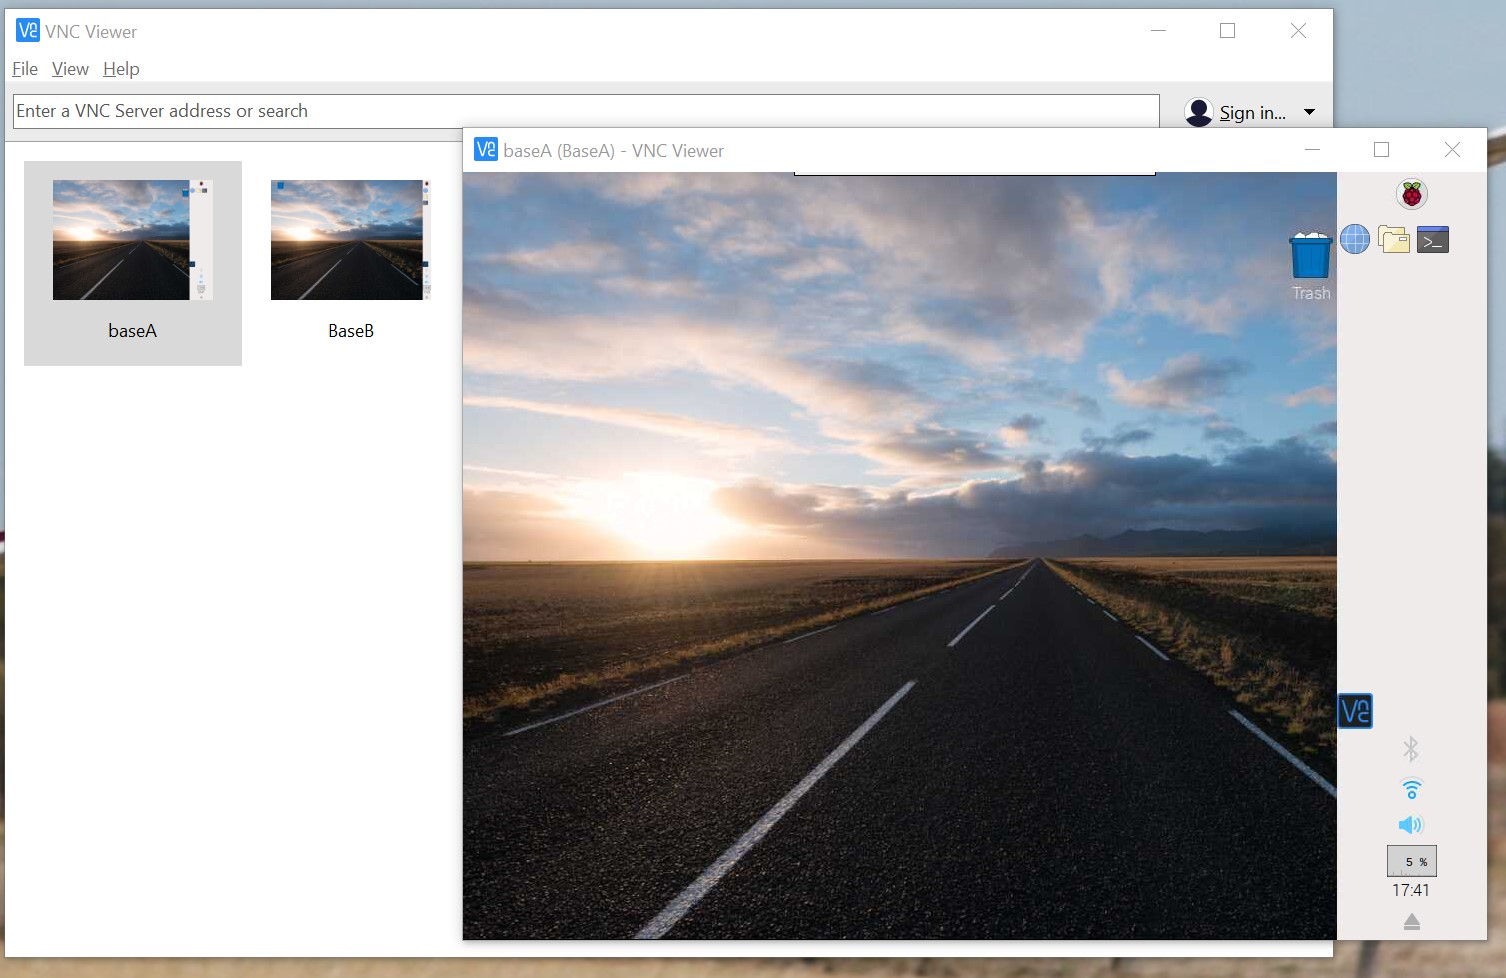 VNC Viewer
File View Help
Enter a VNC Server address or search
Sign in...
baseA (BaseA) - VNC Viewer
baseA
BaseB
Trash
>_
5 %
17:41